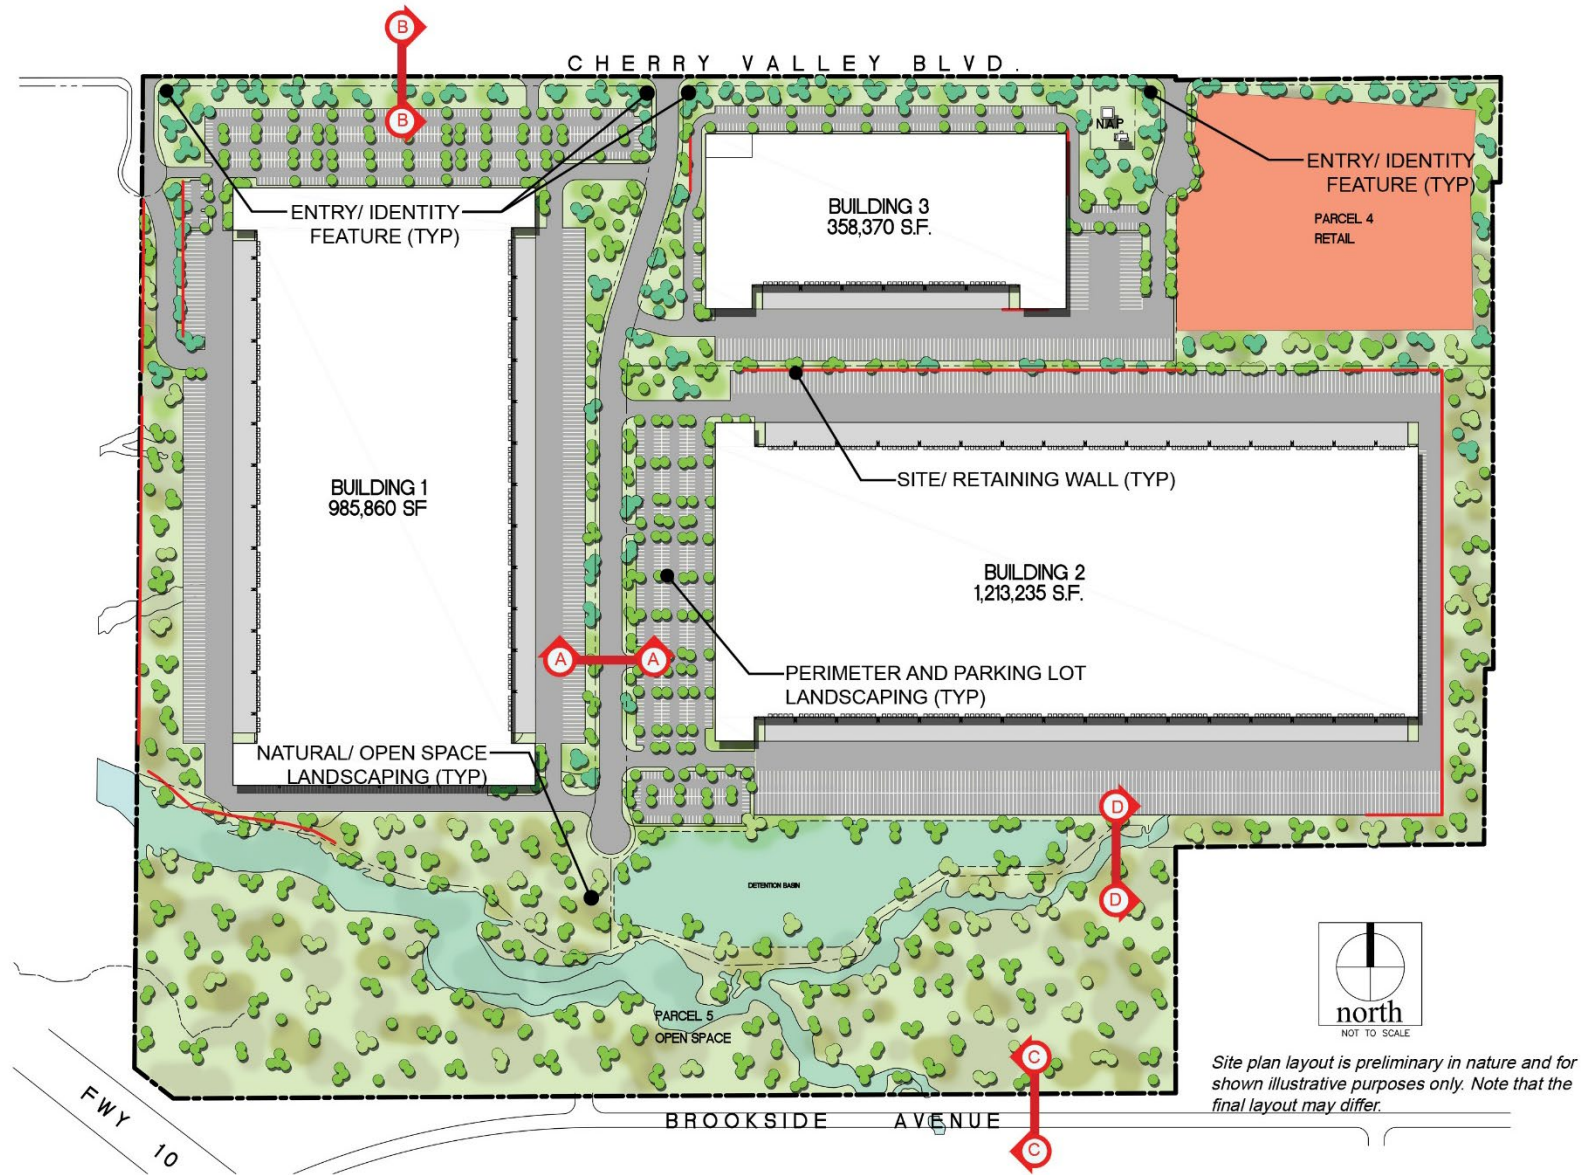 B
CHERRY VALLEY BLVD.
B
NAP
ENTRY/ IDENTITY
FEATURE (TYP)
ENTRY/ IDENTITY
FEATURE (TYP)
BUILDING 3
358,370 S.F.
PARCEL 4
RETAIL
BUILDING 1
985,860 SF
SITE/ RETAINING WALL (TYP)
BUILDING 2
1,213,235 S.F.
A
A
PERIMETER AND PARKING LOT
LANDSCAPING (TYP)
NATURAL/ OPEN SPACE
LANDSCAPING (TYP)
D
DETENTION BASIN
D
PARCEL 5
OPEN SPACE
north
NOT TO SCALE
C
Site plan layout is preliminary in nature and for
shown illustrative purposes only. Note that the
final layout may differ.
FWY 10
BROOKSIDE AVENUE
C